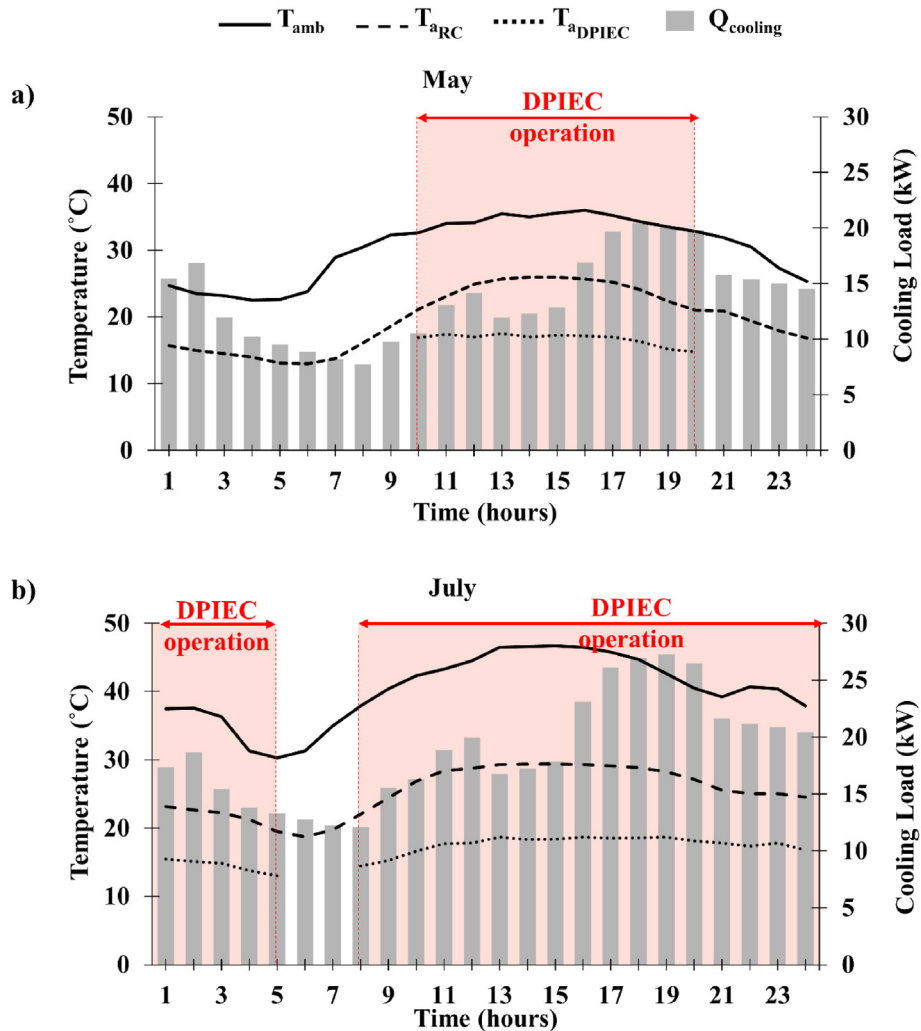 T_amb T_aRC T_aDPIEC Q_cooling
a)
May
DPIEC
operation
50
40
30
20
10
0
Temperature (˚C)
30
25
20
15
10
5
0
Cooling Load (kW)
1 3 5 7 9 11 13 15 17 19 21 23
Time (hours)
b)
July
DPIEC
operation
DPIEC
operation
50
40
30
20
10
0
Temperature (˚C)
30
25
20
15
10
5
0
Cooling Load (kW)
1 3 5 7 9 11 13 15 17 19 21 23
Time (hours)